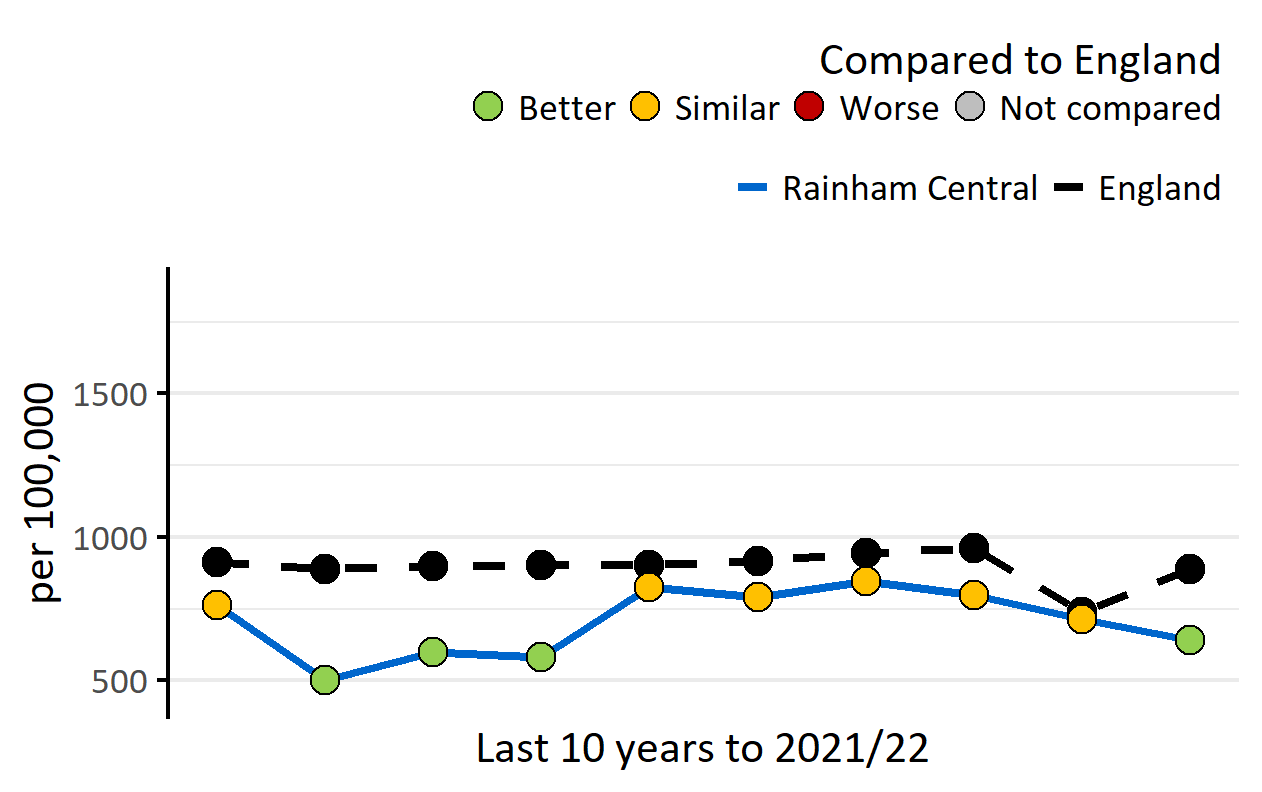 Compared to England
Better Similar Worse Not compared
Rainham Central England
per 100,000
1500
1000
500
Last 10 years to 2021/22